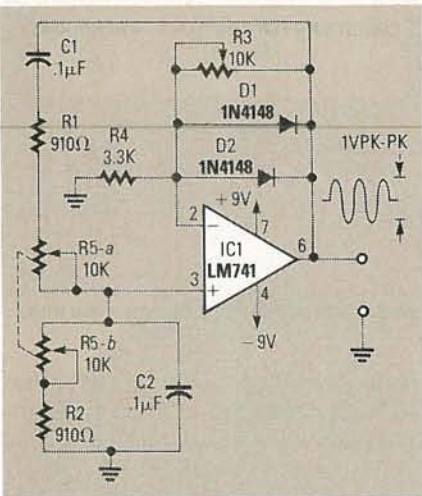 C1
.1μF
R1
910Ω
R4
3.3K
R3
10K
D1
1N4148
D2
1N4148
1VPK-PK
+9V
2
7
−
IC1
LM741
6
3
+
4
−9V
R5-a
10K
R5-b
10K
C2
.1μF
R2
910Ω